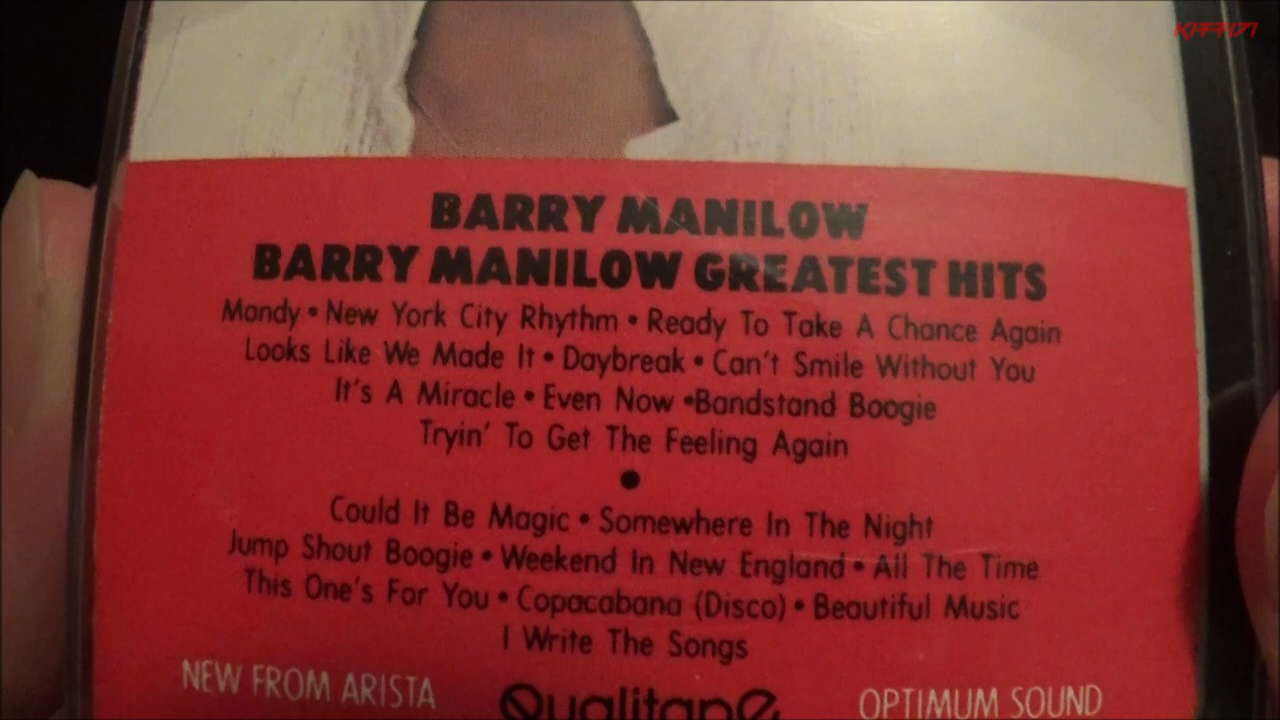 KIFFI71
BARRY MANILOW
BARRY MANILOW GREATEST HITS
Mandy • New York City Rhythm • Ready To Take A Chance Again
Looks Like We Made It • Daybreak • Can't Smile Without You
It's A Miracle • Even Now •Bandstand Boogie
Tryin' To Get The Feeling Again
•
Could It Be Magic • Somewhere In The Night
Jump Shout Boogie • Weekend In New England • All The Time
This One's For You • Copacabana (Disco) • Beautiful Music
I Write The Songs
NEW FROM ARISTA Qualitape OPTIMUM SOUND